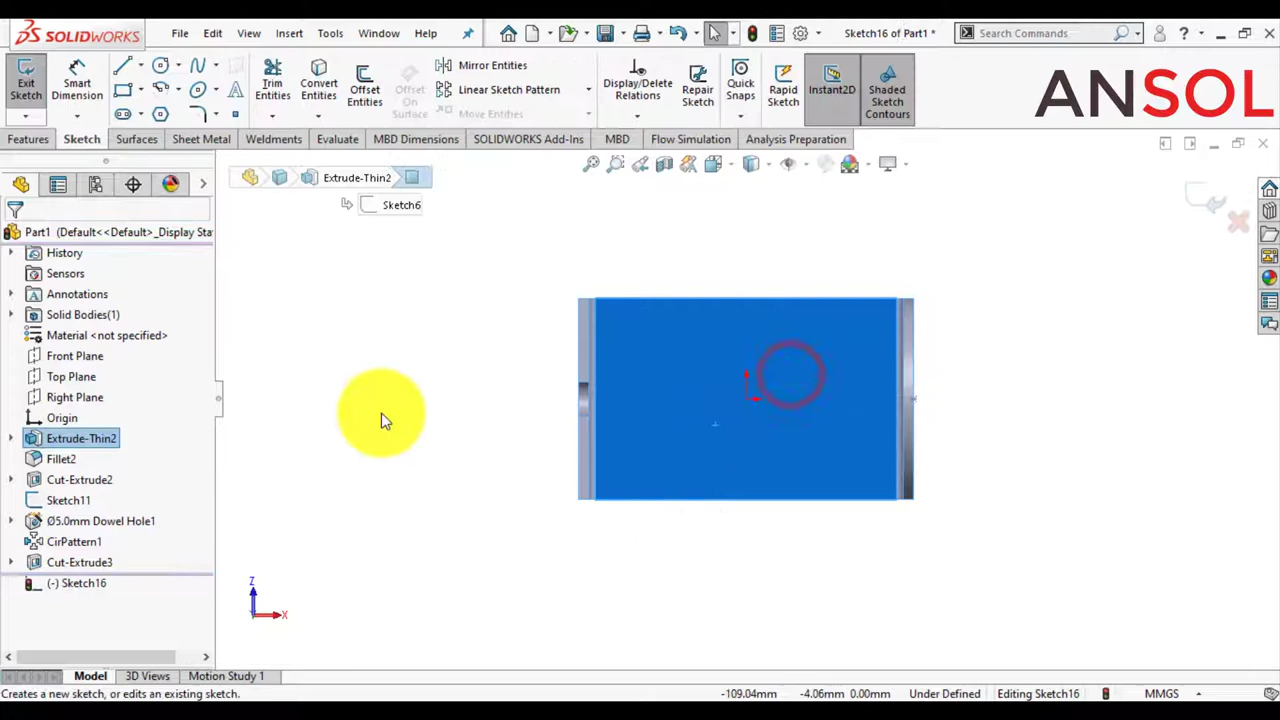 SOLIDWORKS File Edit View Insert Tools Window Help Sketch16 of Part1 * Search Commands ?
Exit Sketch
Smart Dimension
Trim Entities
Convert Entities
Offset Entities
Offset On Surface
Mirror Entities
Linear Sketch Pattern
Move Entities
Display/Delete Relations
Repair Sketch
Quick Snaps
Rapid Sketch
Instant2D
Shaded Sketch Contours
ANSOL
Features Sketch Surfaces Sheet Metal Weldments Evaluate MBD Dimensions SOLIDWORKS Add-Ins MBD Flow Simulation Analysis Preparation
Extrude-Thin2
Sketch6
Part1 (Default<<Default>_Display Sta
History
Sensors
Annotations
Solid Bodies(1)
Material <not specified>
Front Plane
Top Plane
Right Plane
Origin
Extrude-Thin2
Fillet2
Cut-Extrude2
Sketch11
Ø5.0mm Dowel Hole1
CirPattern1
Cut-Extrude3
(-) Sketch16
Z
X
Model 3D Views Motion Study 1
Creates a new sketch, or edits an existing sketch. -109.04mm -4.06mm 0.00mm Under Defined Editing Sketch16 MMGS